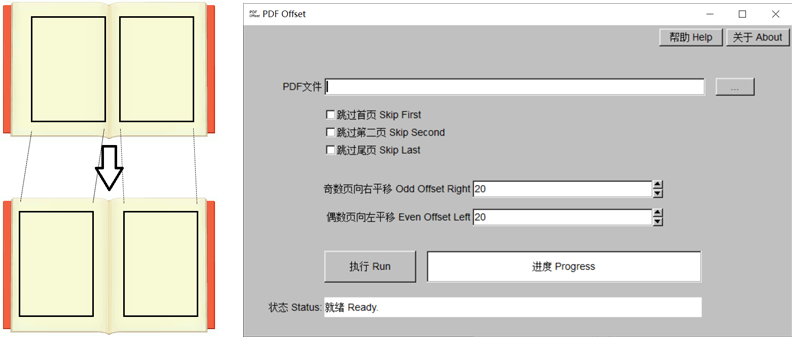 PDF Offset
PDF Offset
帮助 Help
关于 About
PDF文件
...
跳过首页 Skip First
跳过第二页 Skip Second
跳过尾页 Skip Last
奇数页向右平移 Odd Offset Right 20
偶数页向左平移 Even Offset Left 20
执行 Run
进度 Progress
状态 Status: 就绪 Ready.